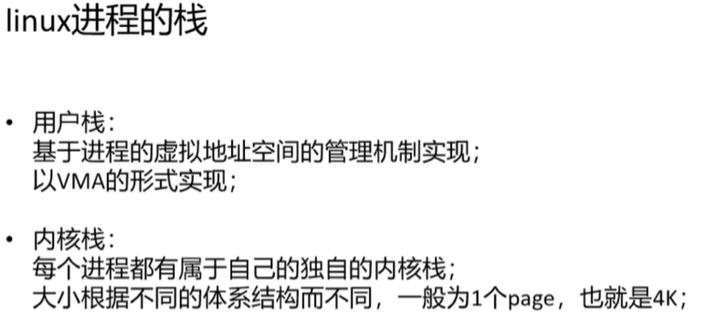 linux进程的栈
• 用户栈：
基于进程的虚拟地址空间的管理机制实现；
以VMA的形式实现；
• 内核栈：
每个进程都有属于自己的独自的内核栈；
大小根据不同的体系结构而不同，一般为1个page，也就是4K；